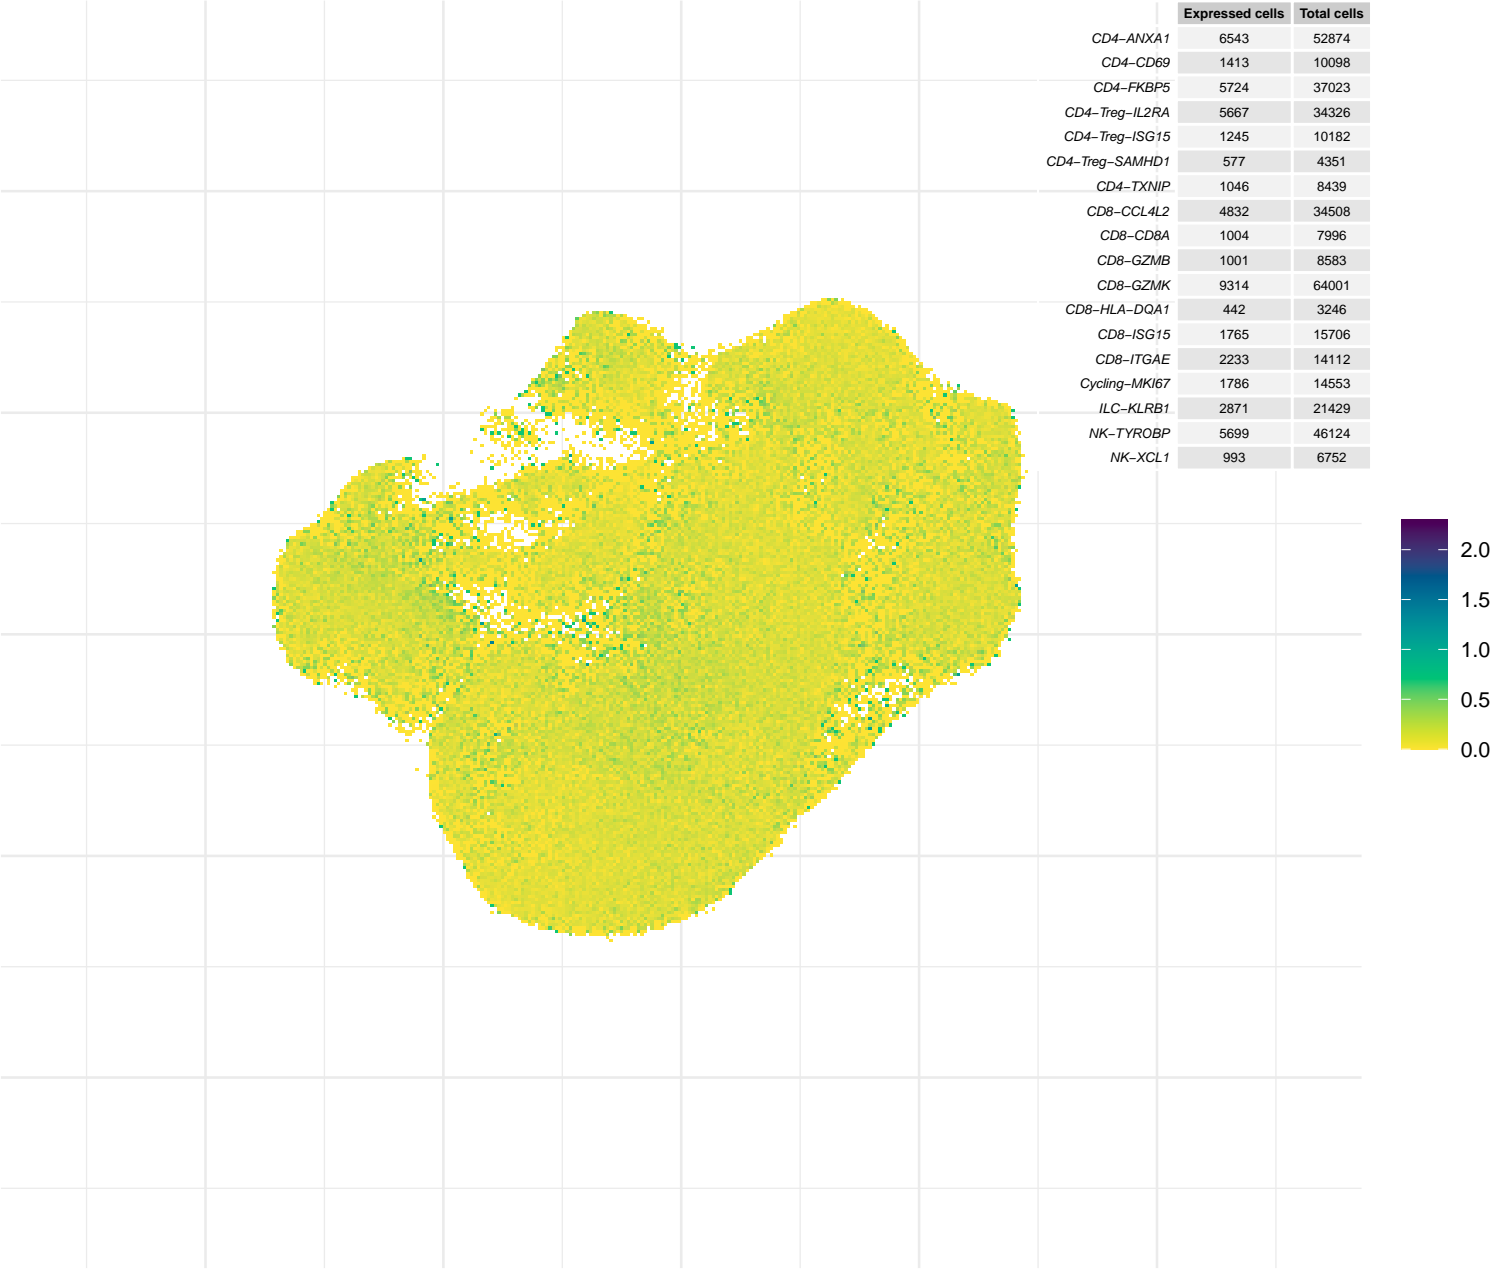 Expressed cells Total cells
CD4−ANXA1 6543 52874
CD4−CD69 1413 10098
CD4−FKBP5 5724 37023
CD4−Treg−IL2RA 5667 34326
CD4−Treg−ISG15 1245 10182
CD4−Treg−SAMHD1 577 4351
CD4−TXNIP 1046 8439
CD8−CCL4L2 4832 34508
CD8−CD8A 1004 7996
CD8−GZMB 1001 8583
CD8−GZMK 9314 64001
CD8−HLA−DQA1 442 3246
CD8−ISG15 1765 15706
CD8−ITGAE 2233 14112
Cycling−MKI67 1786 14553
ILC−KLRB1 2871 21429
NK−TYROBP 5699 46124
NK−XCL1 993 6752
2.0
1.5
1.0
0.5
0.0